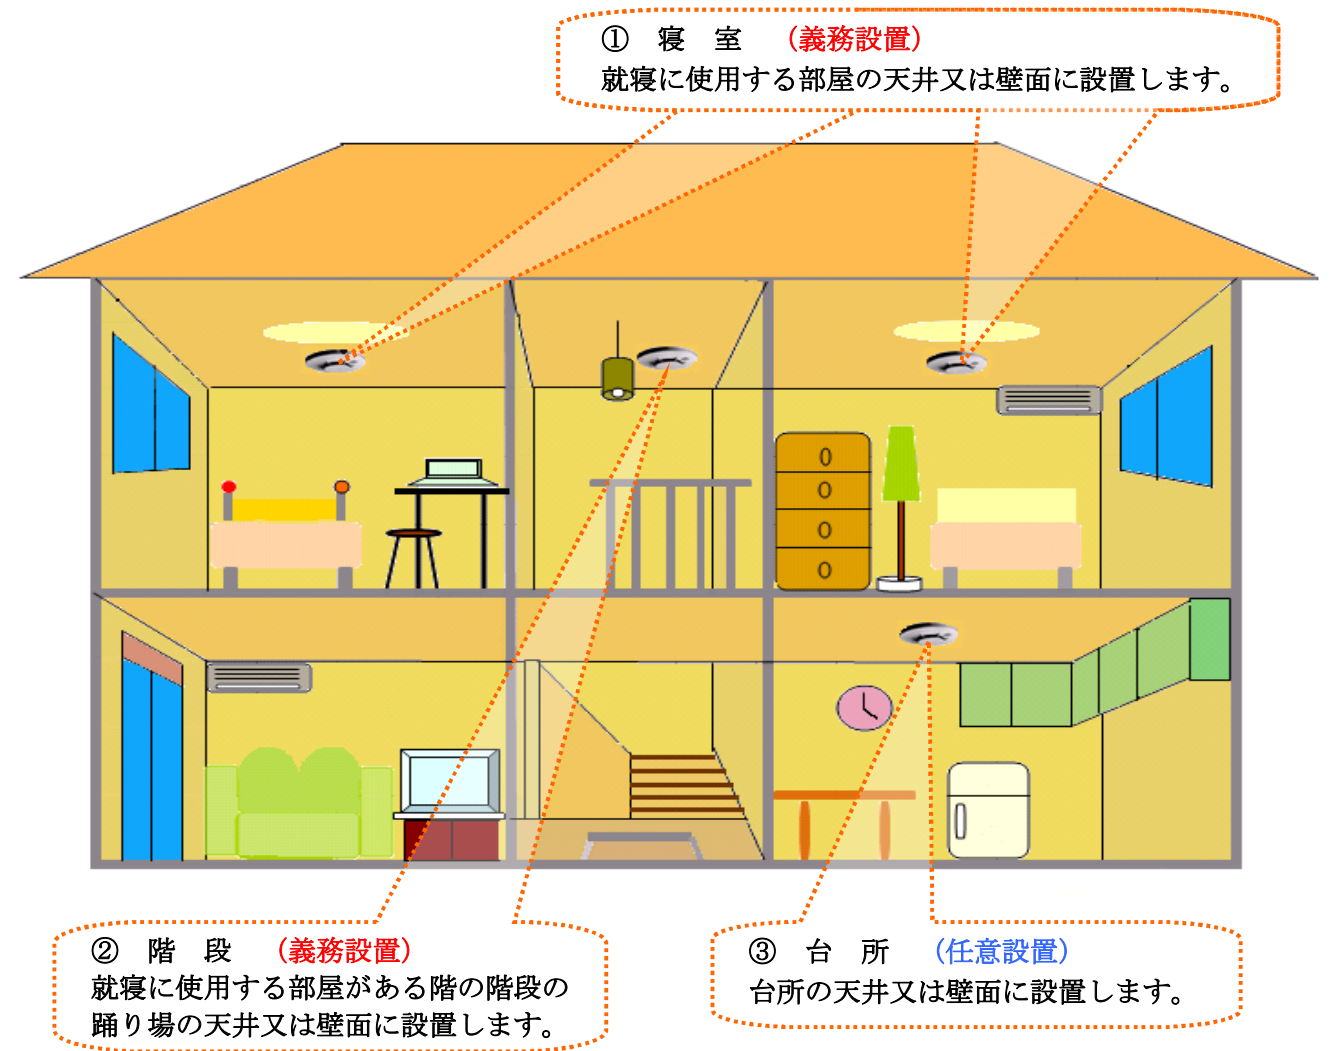 ① 寝 室 （義務設置）
就寝に使用する部屋の天井又は壁面に設置します。
② 階 段 （義務設置）
就寝に使用する部屋がある階の階段の
踊り場の天井又は壁面に設置します。
③ 台 所 （任意設置）
台所の天井又は壁面に設置します。